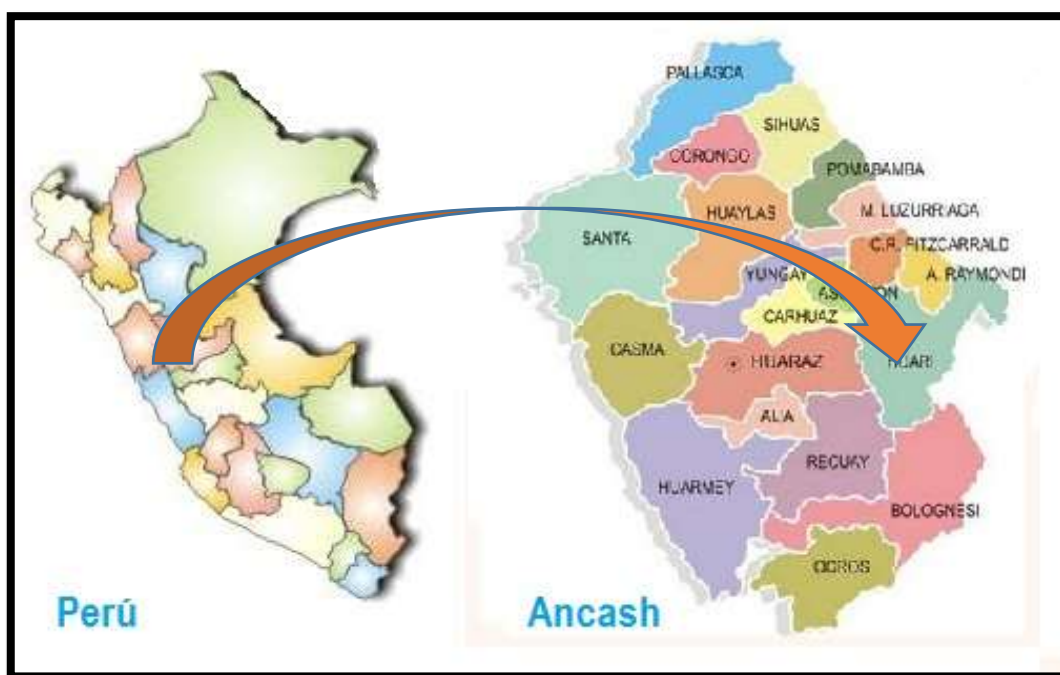 PALLASCA
SIHUAS
CORONGO
POMABAMBA
M. LUZURRIAGA
HUAYLAS
SANTA
C.R. FITZCARRALD
YUNGAY
A. RAYMONDI
CARHUAZ
CASMA
HUARAZ
HUARI
RECUAY
HUARMEY
BOLOGNESI
OCROS
Perú
Ancash